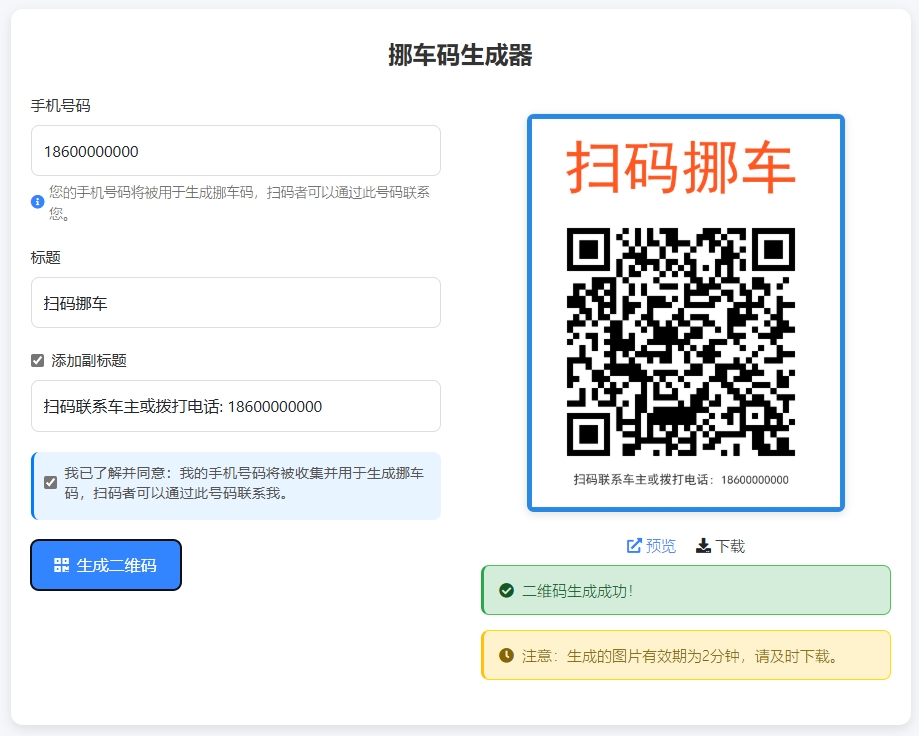 挪车码生成器
手机号码
18600000000
您的手机号码将被用于生成挪车码，扫码者可以通过此号码联系
您。
标题
扫码挪车
添加副标题
扫码联系车主或拨打电话: 18600000000
我已了解并同意：我的手机号码将被收集并用于生成挪车
码，扫码者可以通过此号码联系我。
生成二维码
扫码挪车
扫码联系车主或拨打电话：18600000000
预览 下载
二维码生成成功！
注意：生成的图片有效期为2分钟，请及时下载。